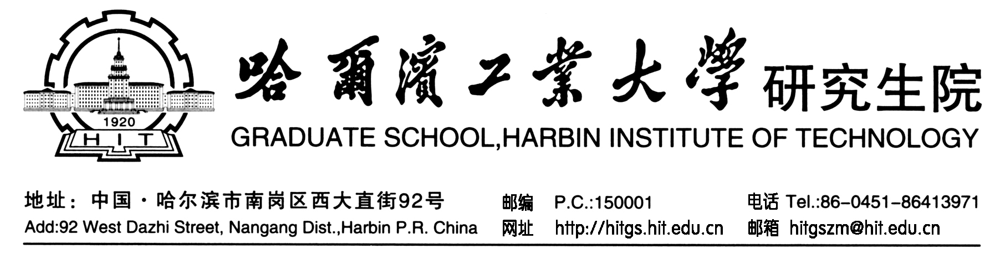 哈爾濱工業大學研究生院
GRADUATE SCHOOL,HARBIN INSTITUTE OF TECHNOLOGY
1920
HIT
地址：中国·哈尔滨市南岗区西大直街92号 邮编 P.C.:150001 电话 Tel.:86-0451-86413971
Add:92 West Dazhi Street, Nangang Dist.,Harbin P.R. China 网址 http://hitgs.hit.edu.cn 邮箱 hitgszm@hit.edu.cn